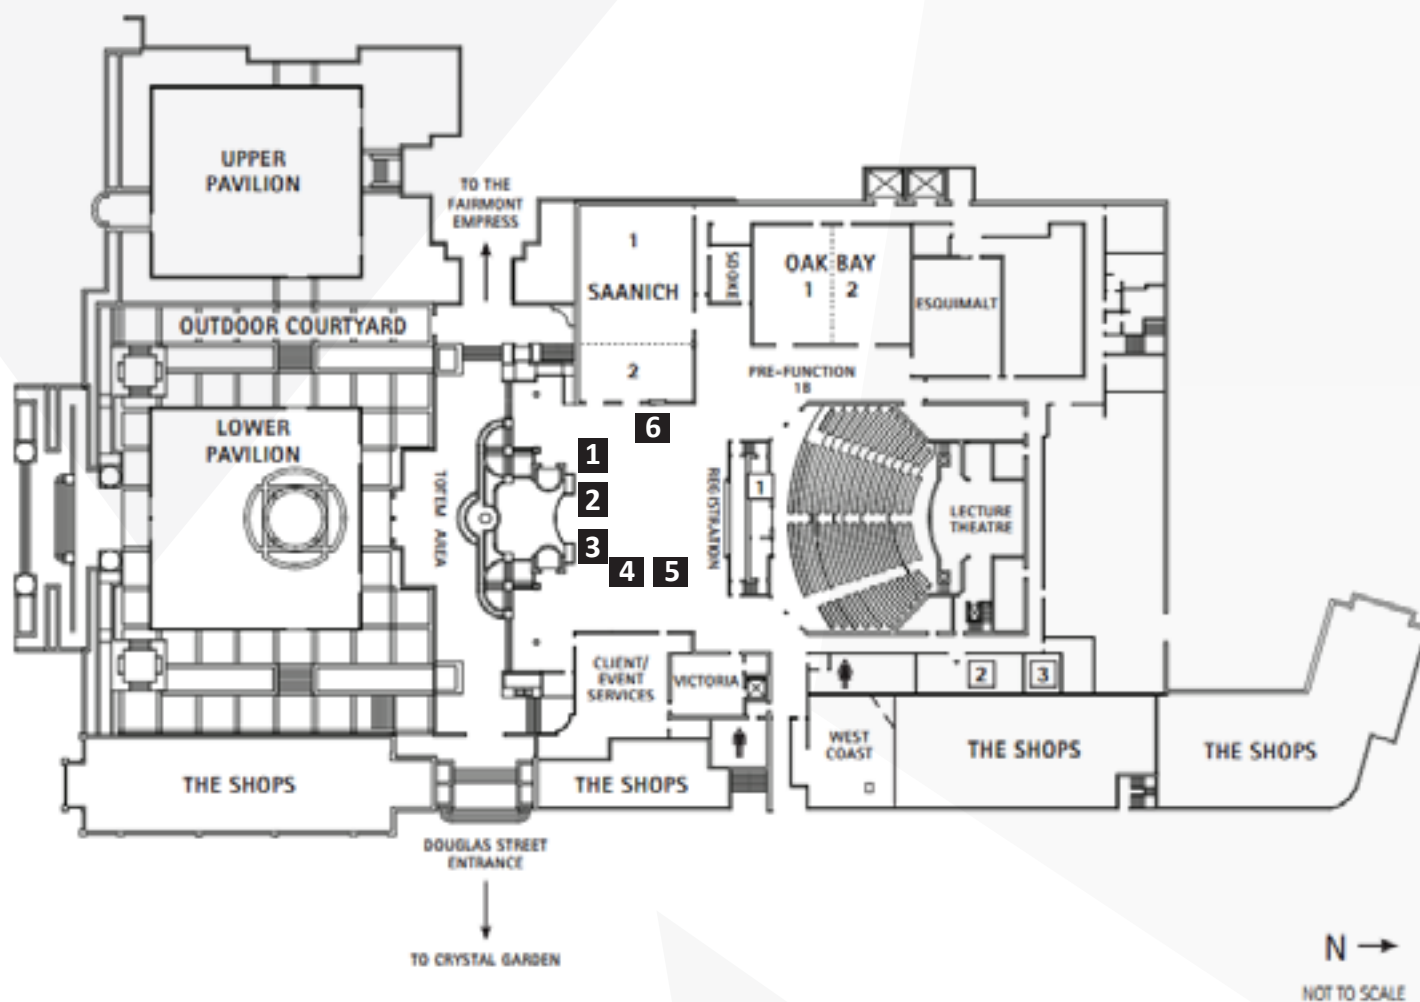 UPPER
PAVILION
TO THE
FAIRMONT
EMPRESS
1
SAANICH
2
SOOKE
OAK BAY
1 2
ESQUIMALT
OUTDOOR COURTYARD
PRE-FUNCTION
1B
LOWER
PAVILION
TOTEM AREA
6
1
2
3
4 5
REGISTRATION
1
LECTURE
THEATRE
CLIENT/
EVENT
SERVICES
VICTORIA
2 3
WEST
COAST
THE SHOPS
THE SHOPS
THE SHOPS
THE SHOPS
DOUGLAS STREET
ENTRANCE
TO CRYSTAL GARDEN
N
NOT TO SCALE